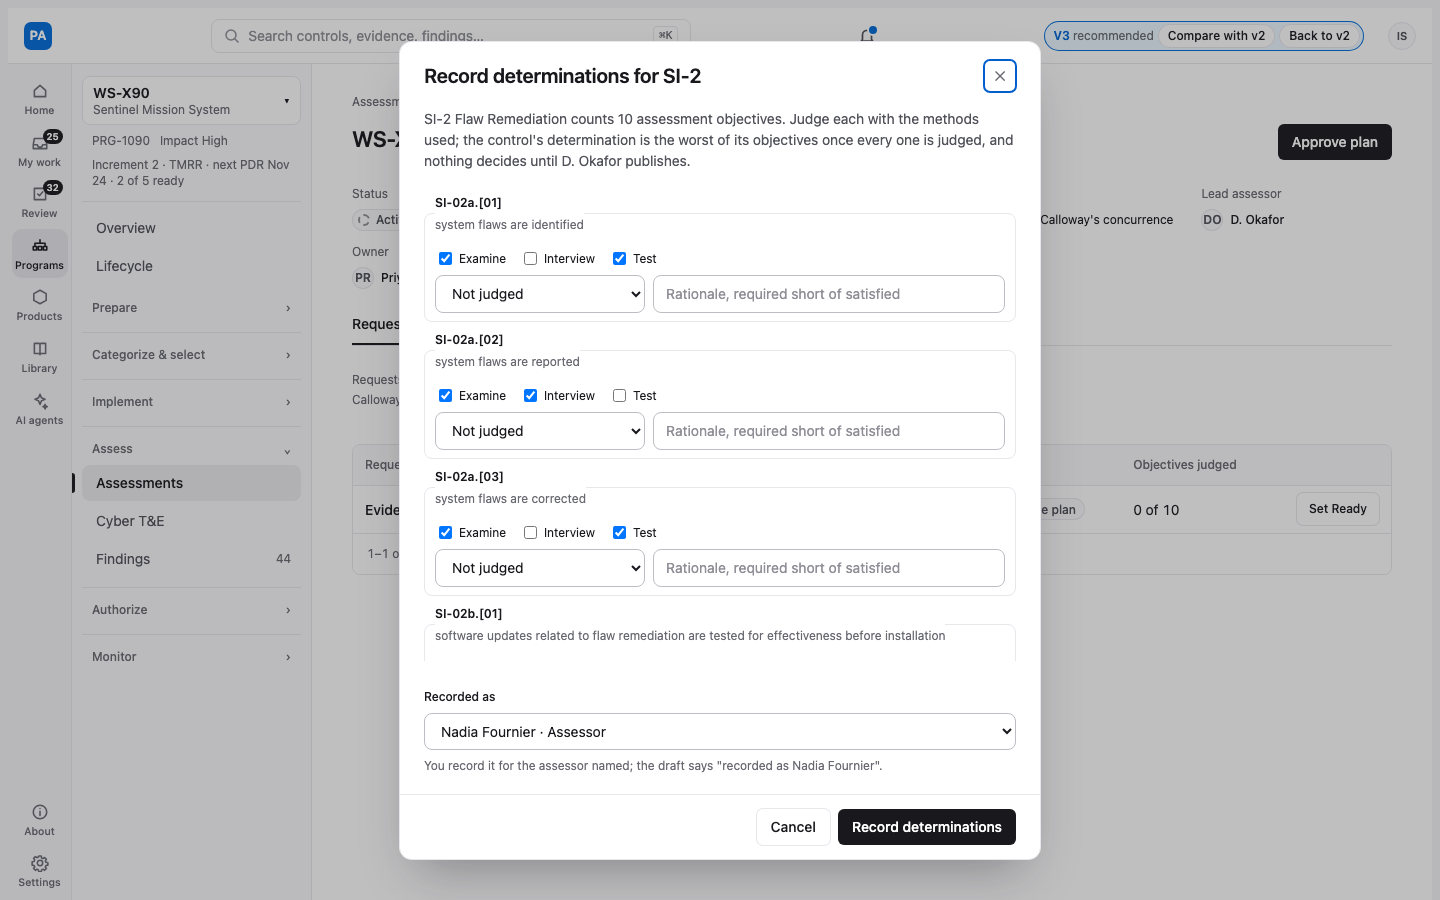 PA
Search controls, evidence, findings...
⌘K
V3 recommended
Compare with v2
Back to v2
IS
Home
25
My work
32
Review
Programs
Products
Library
AI agents
About
Settings
WS-X90
Sentinel Mission System
PRG-1090 Impact High
Increment 2 · TMRR · next PDR Nov
24 · 2 of 5 ready
Overview
Lifecycle
Prepare
Categorize & select
Implement
Assess
Assessments
Cyber T&E
Findings 44
Authorize
Monitor
Approve plan
Status
Owner
PR
Lead assessor
Calloway's concurrence
DO D. Okafor
Objectives judged
0 of 10
Set Ready
Record determinations for SI-2
SI-2 Flaw Remediation counts 10 assessment objectives. Judge each with the methods
used; the control's determination is the worst of its objectives once every one is judged, and
nothing decides until D. Okafor publishes.
SI-02a.[01]
system flaws are identified
Examine Interview Test
Not judged Rationale, required short of satisfied
SI-02a.[02]
system flaws are reported
Examine Interview Test
Not judged Rationale, required short of satisfied
SI-02a.[03]
system flaws are corrected
Examine Interview Test
Not judged Rationale, required short of satisfied
SI-02b.[01]
software updates related to flaw remediation are tested for effectiveness before installation
Recorded as
Nadia Fournier · Assessor
You record it for the assessor named; the draft says "recorded as Nadia Fournier".
Cancel
Record determinations